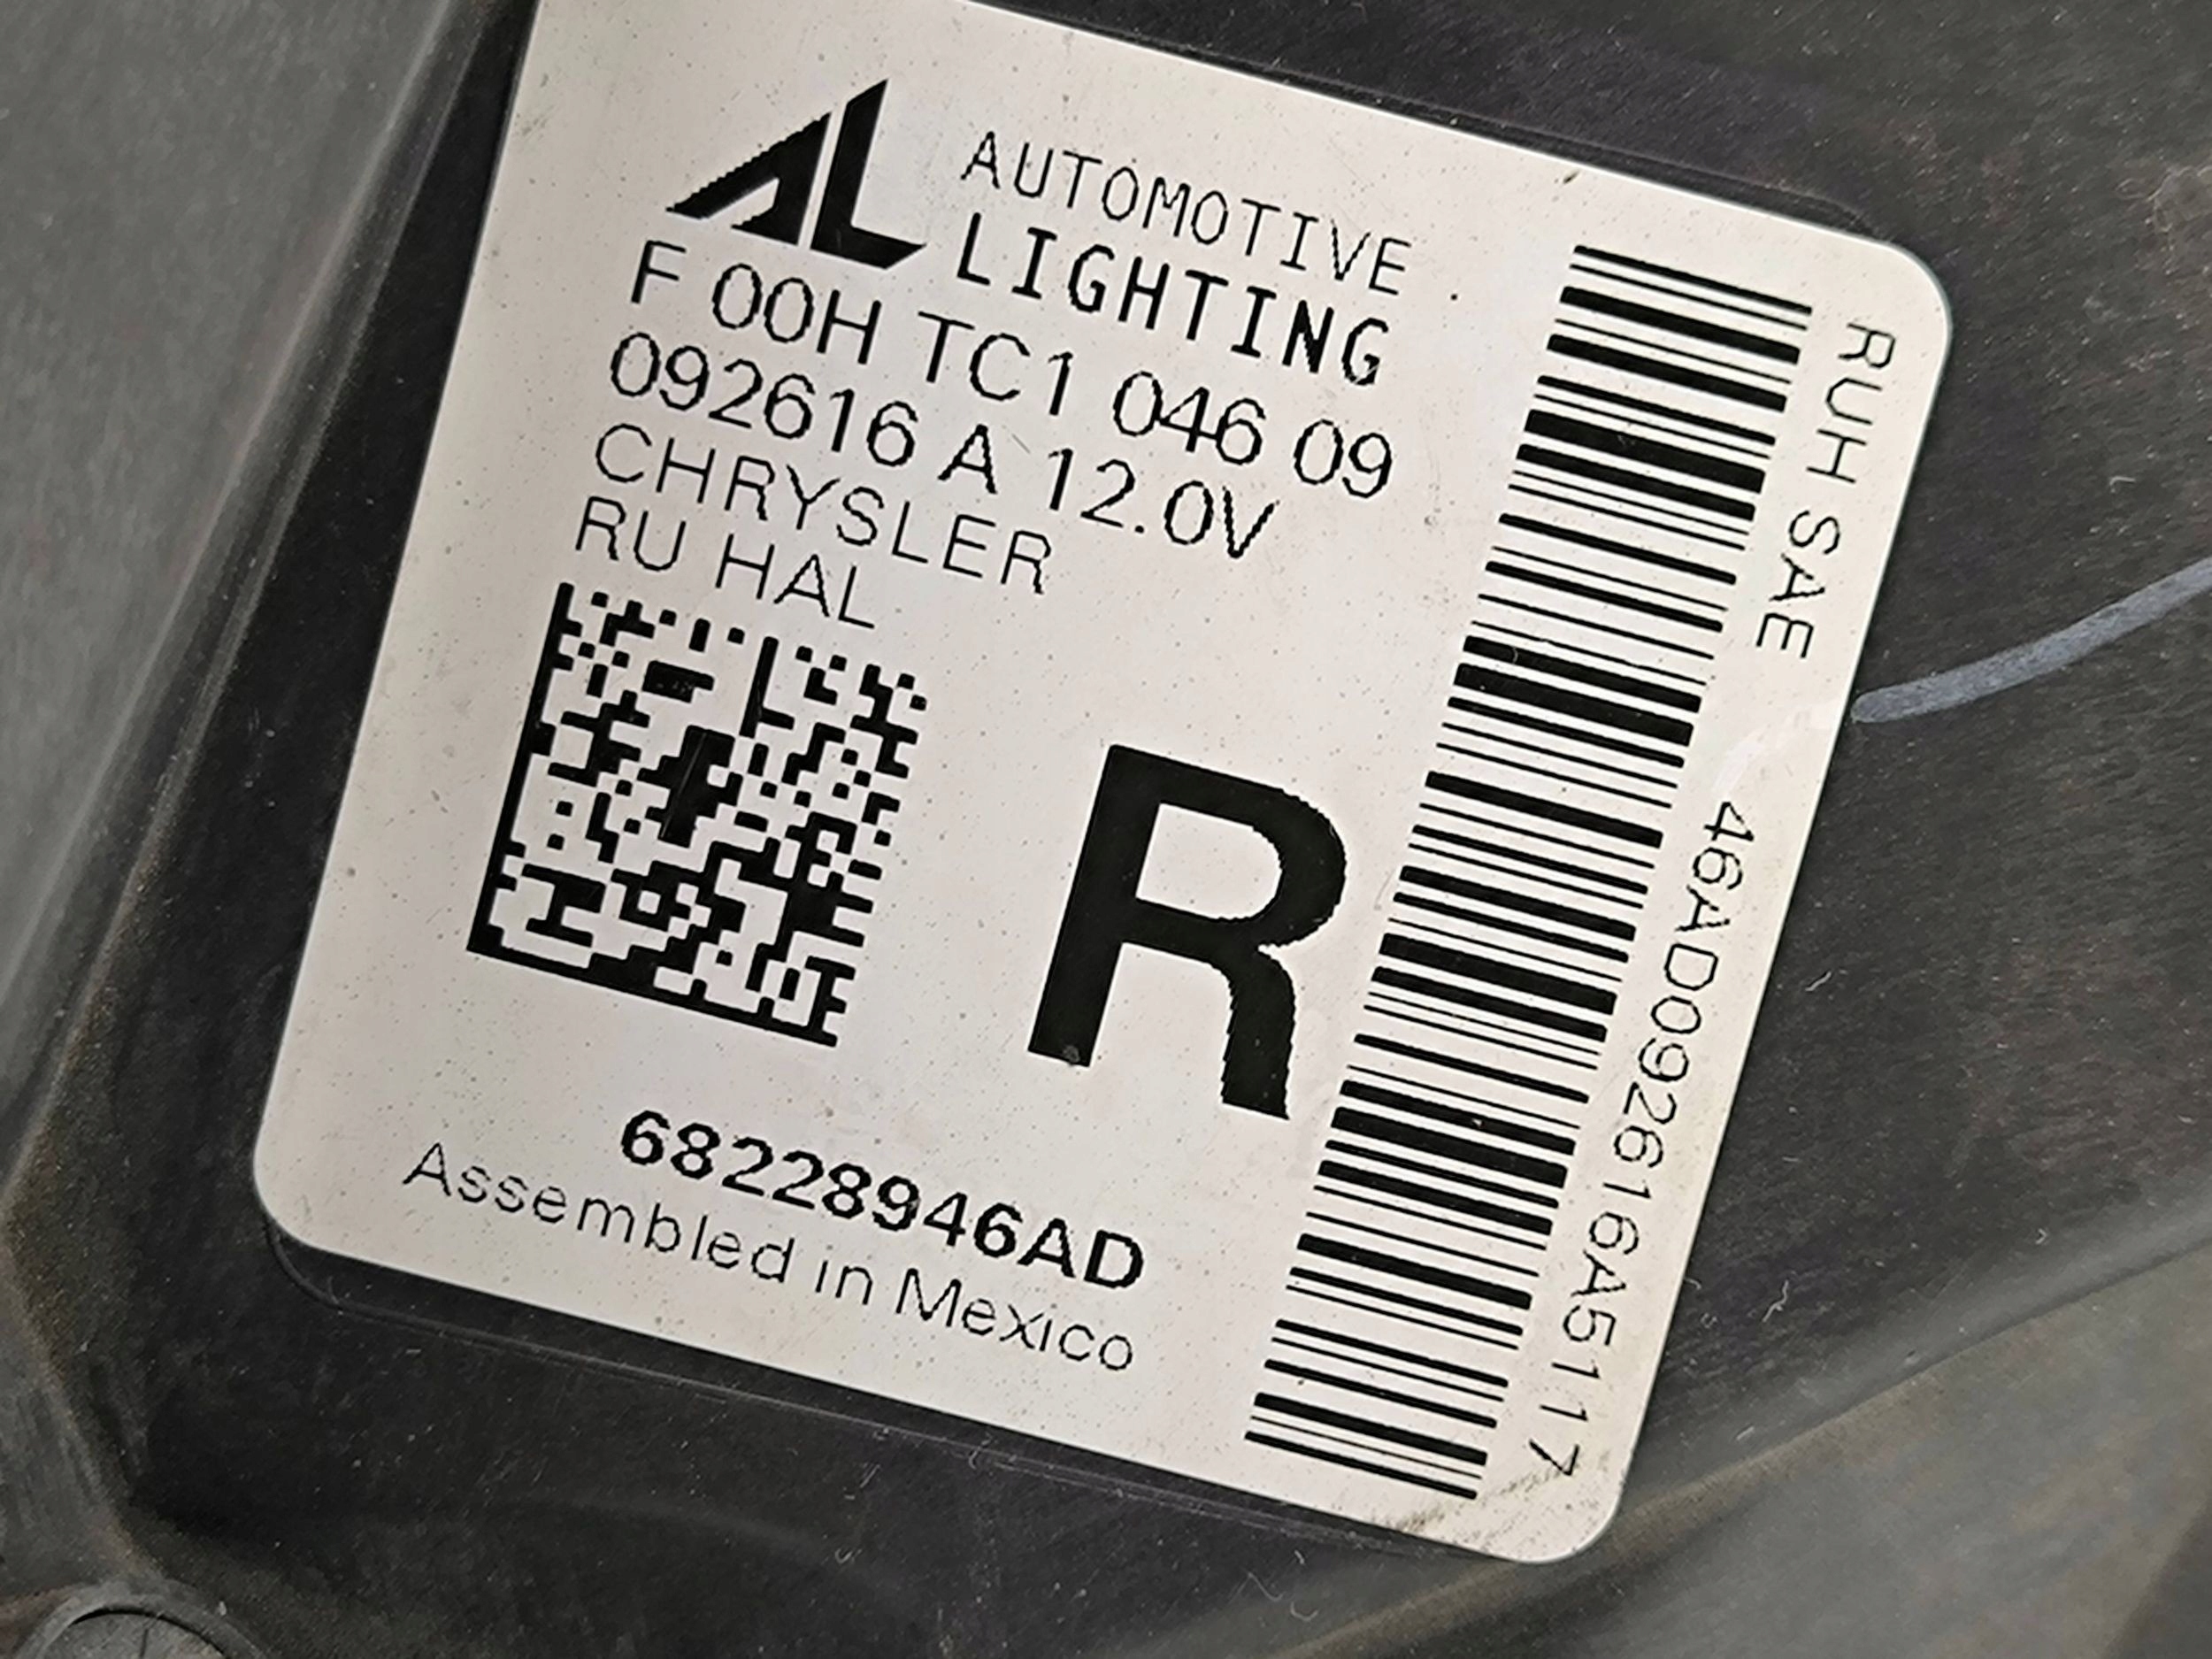 AL
AUTOMOTIVE
LIGHTING
F 00H TC1 046 09
092616 A 12.0V
CHRYSLER
RU HAL
R
68228946AD
Assembled in Mexico
RUH SAE 46AD092616A5117